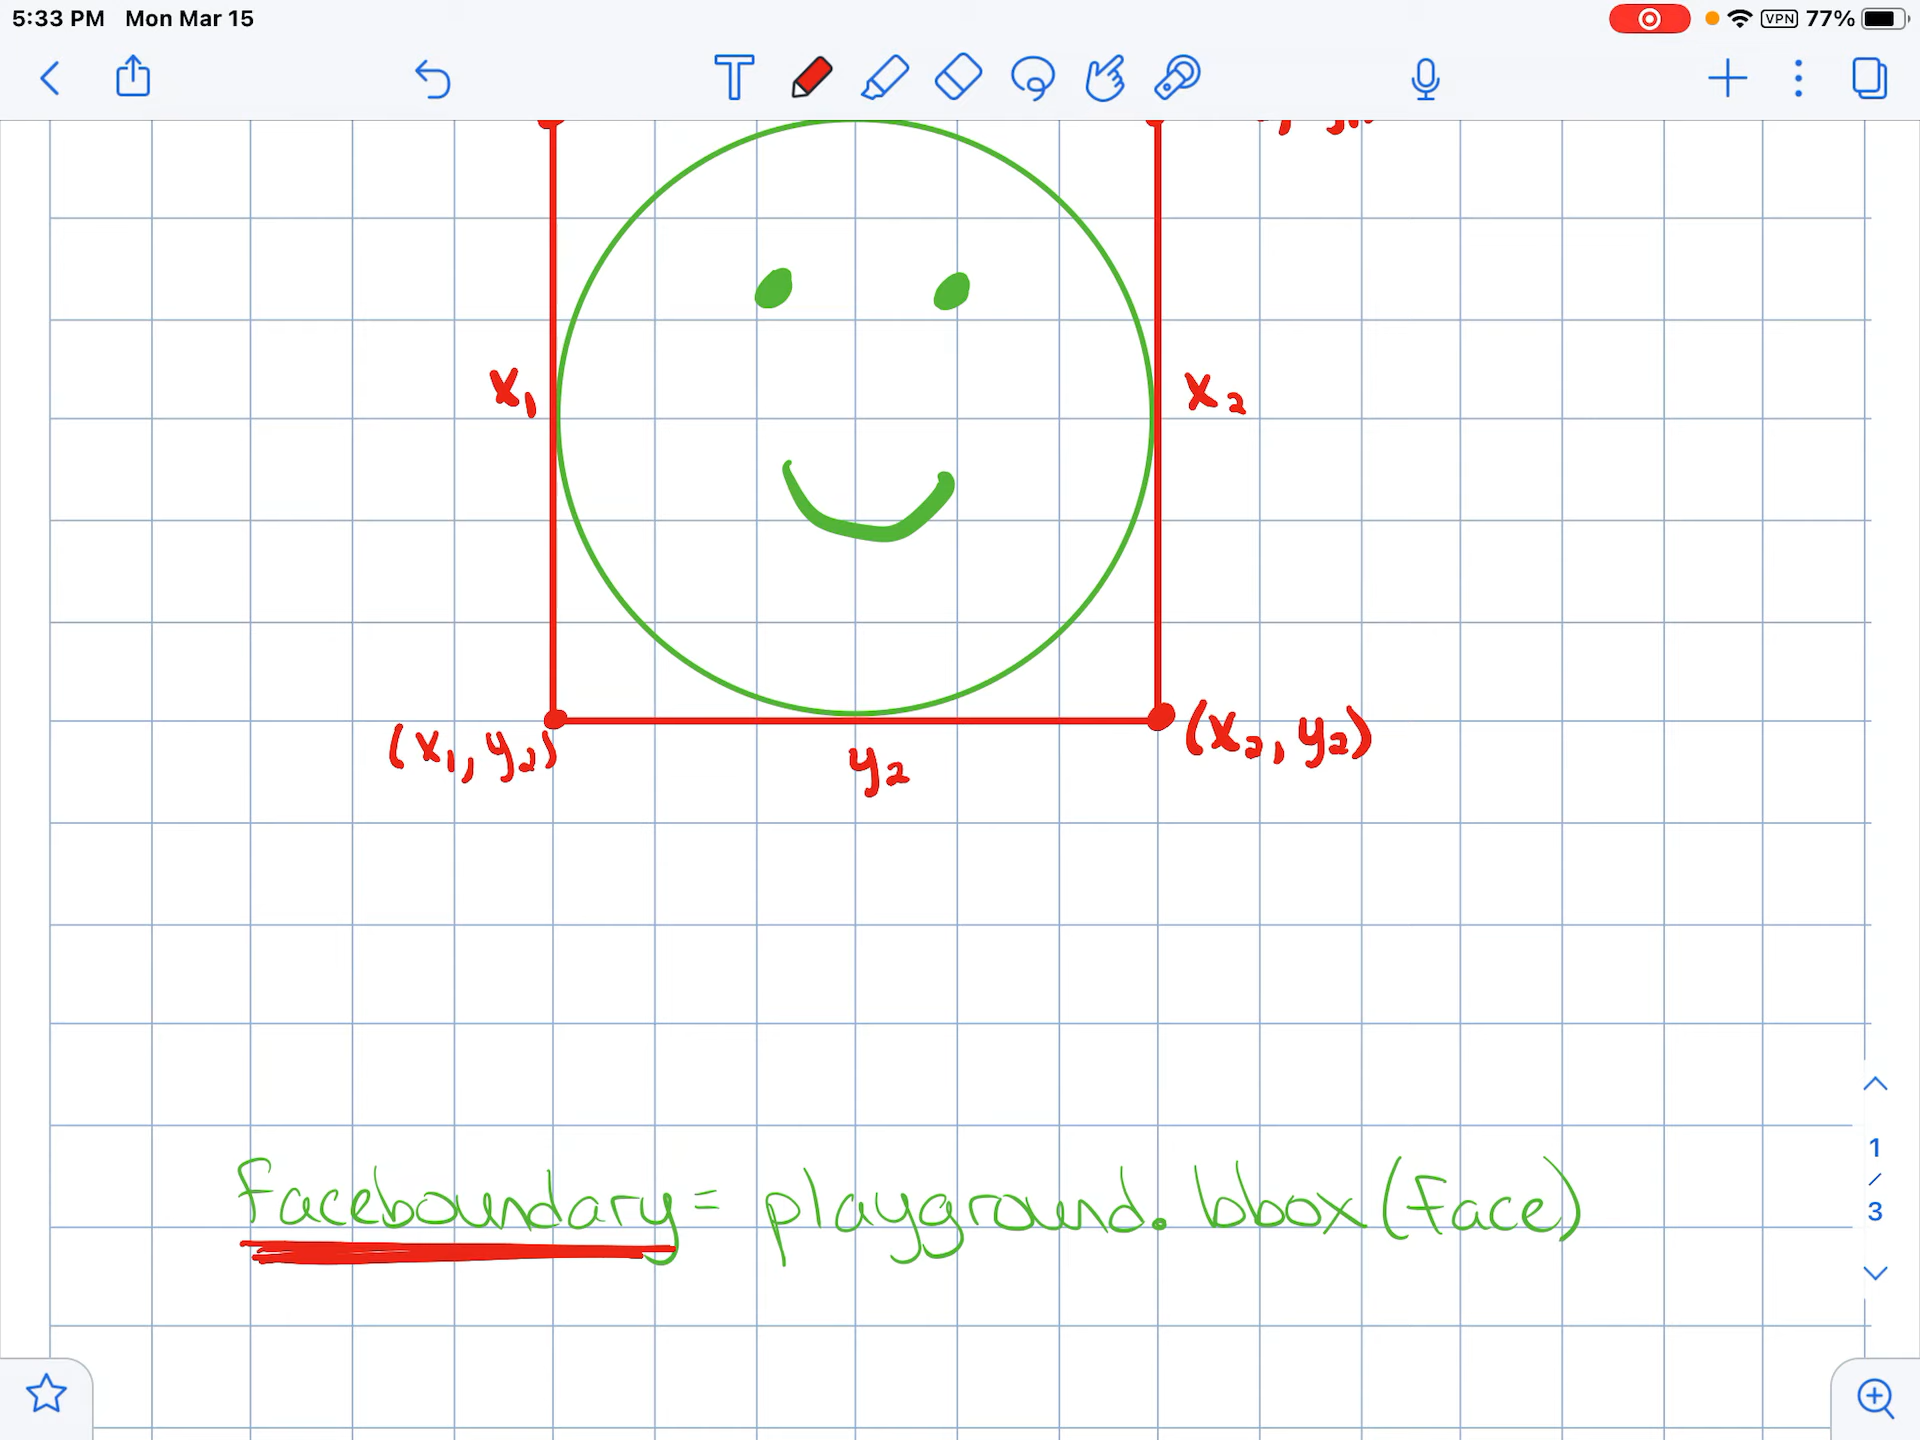 5:33 PM Mon Mar 15
VPN 77%
x₁
x₂
(x₁, y₂)
y₂
(x₂, y₂)
1
/
3
faceboundary = playground.bbox(face)